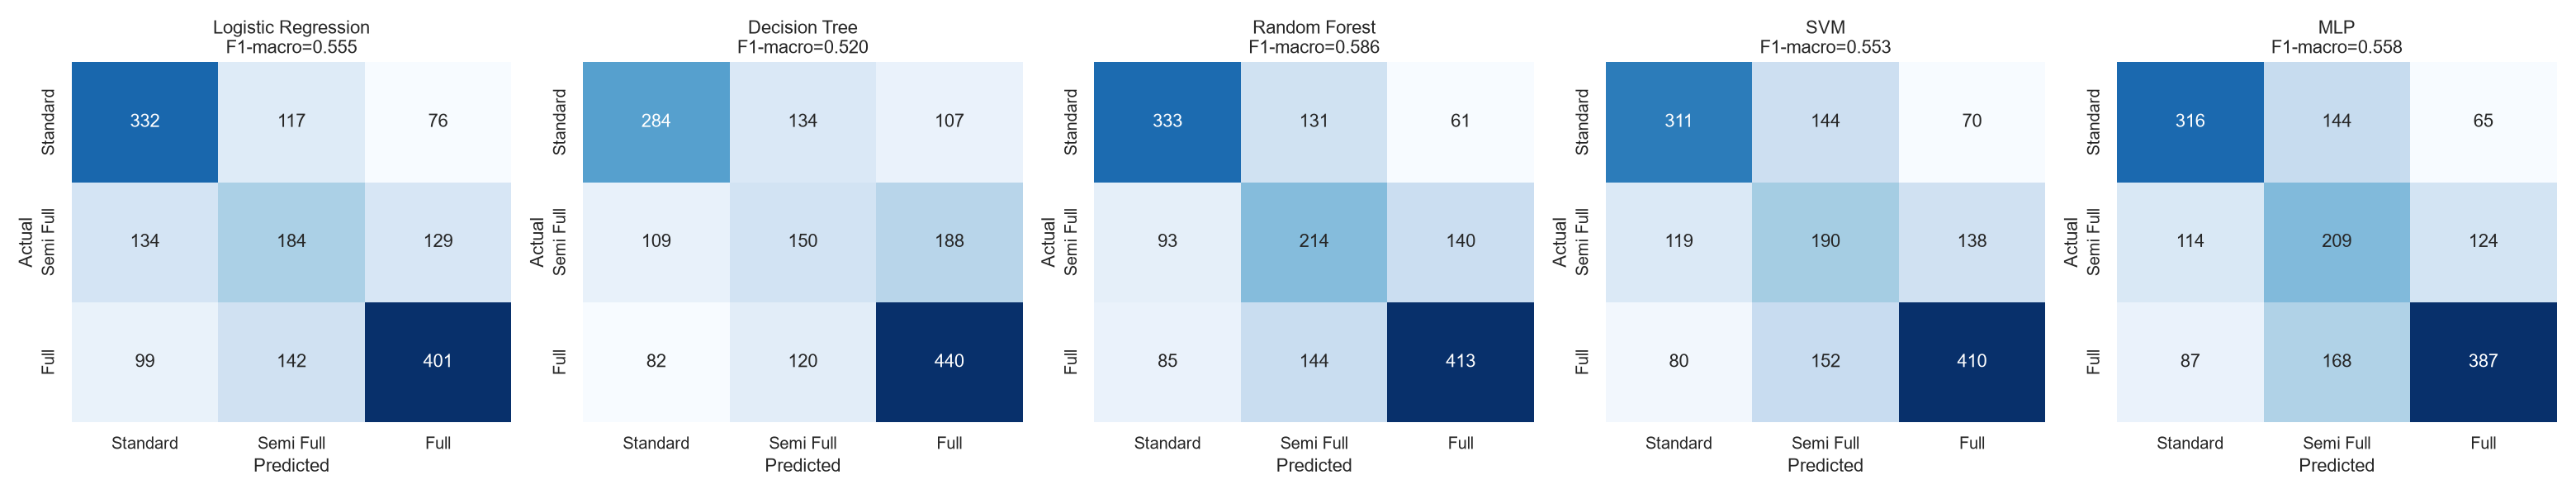 Logistic Regression
F1-macro=0.555
Standard
332 117 76
Actual
Semi Full
134 184 129
Full
99 142 401
Standard Semi Full Full
Predicted
Decision Tree
F1-macro=0.520
Standard
284 134 107
Actual
Semi Full
109 150 188
Full
82 120 440
Standard Semi Full Full
Predicted
Random Forest
F1-macro=0.586
Standard
333 131 61
Actual
Semi Full
93 214 140
Full
85 144 413
Standard Semi Full Full
Predicted
SVM
F1-macro=0.553
Standard
311 144 70
Actual
Semi Full
119 190 138
Full
80 152 410
Standard Semi Full Full
Predicted
MLP
F1-macro=0.558
Standard
316 144 65
Actual
Semi Full
114 209 124
Full
87 168 387
Standard Semi Full Full
Predicted